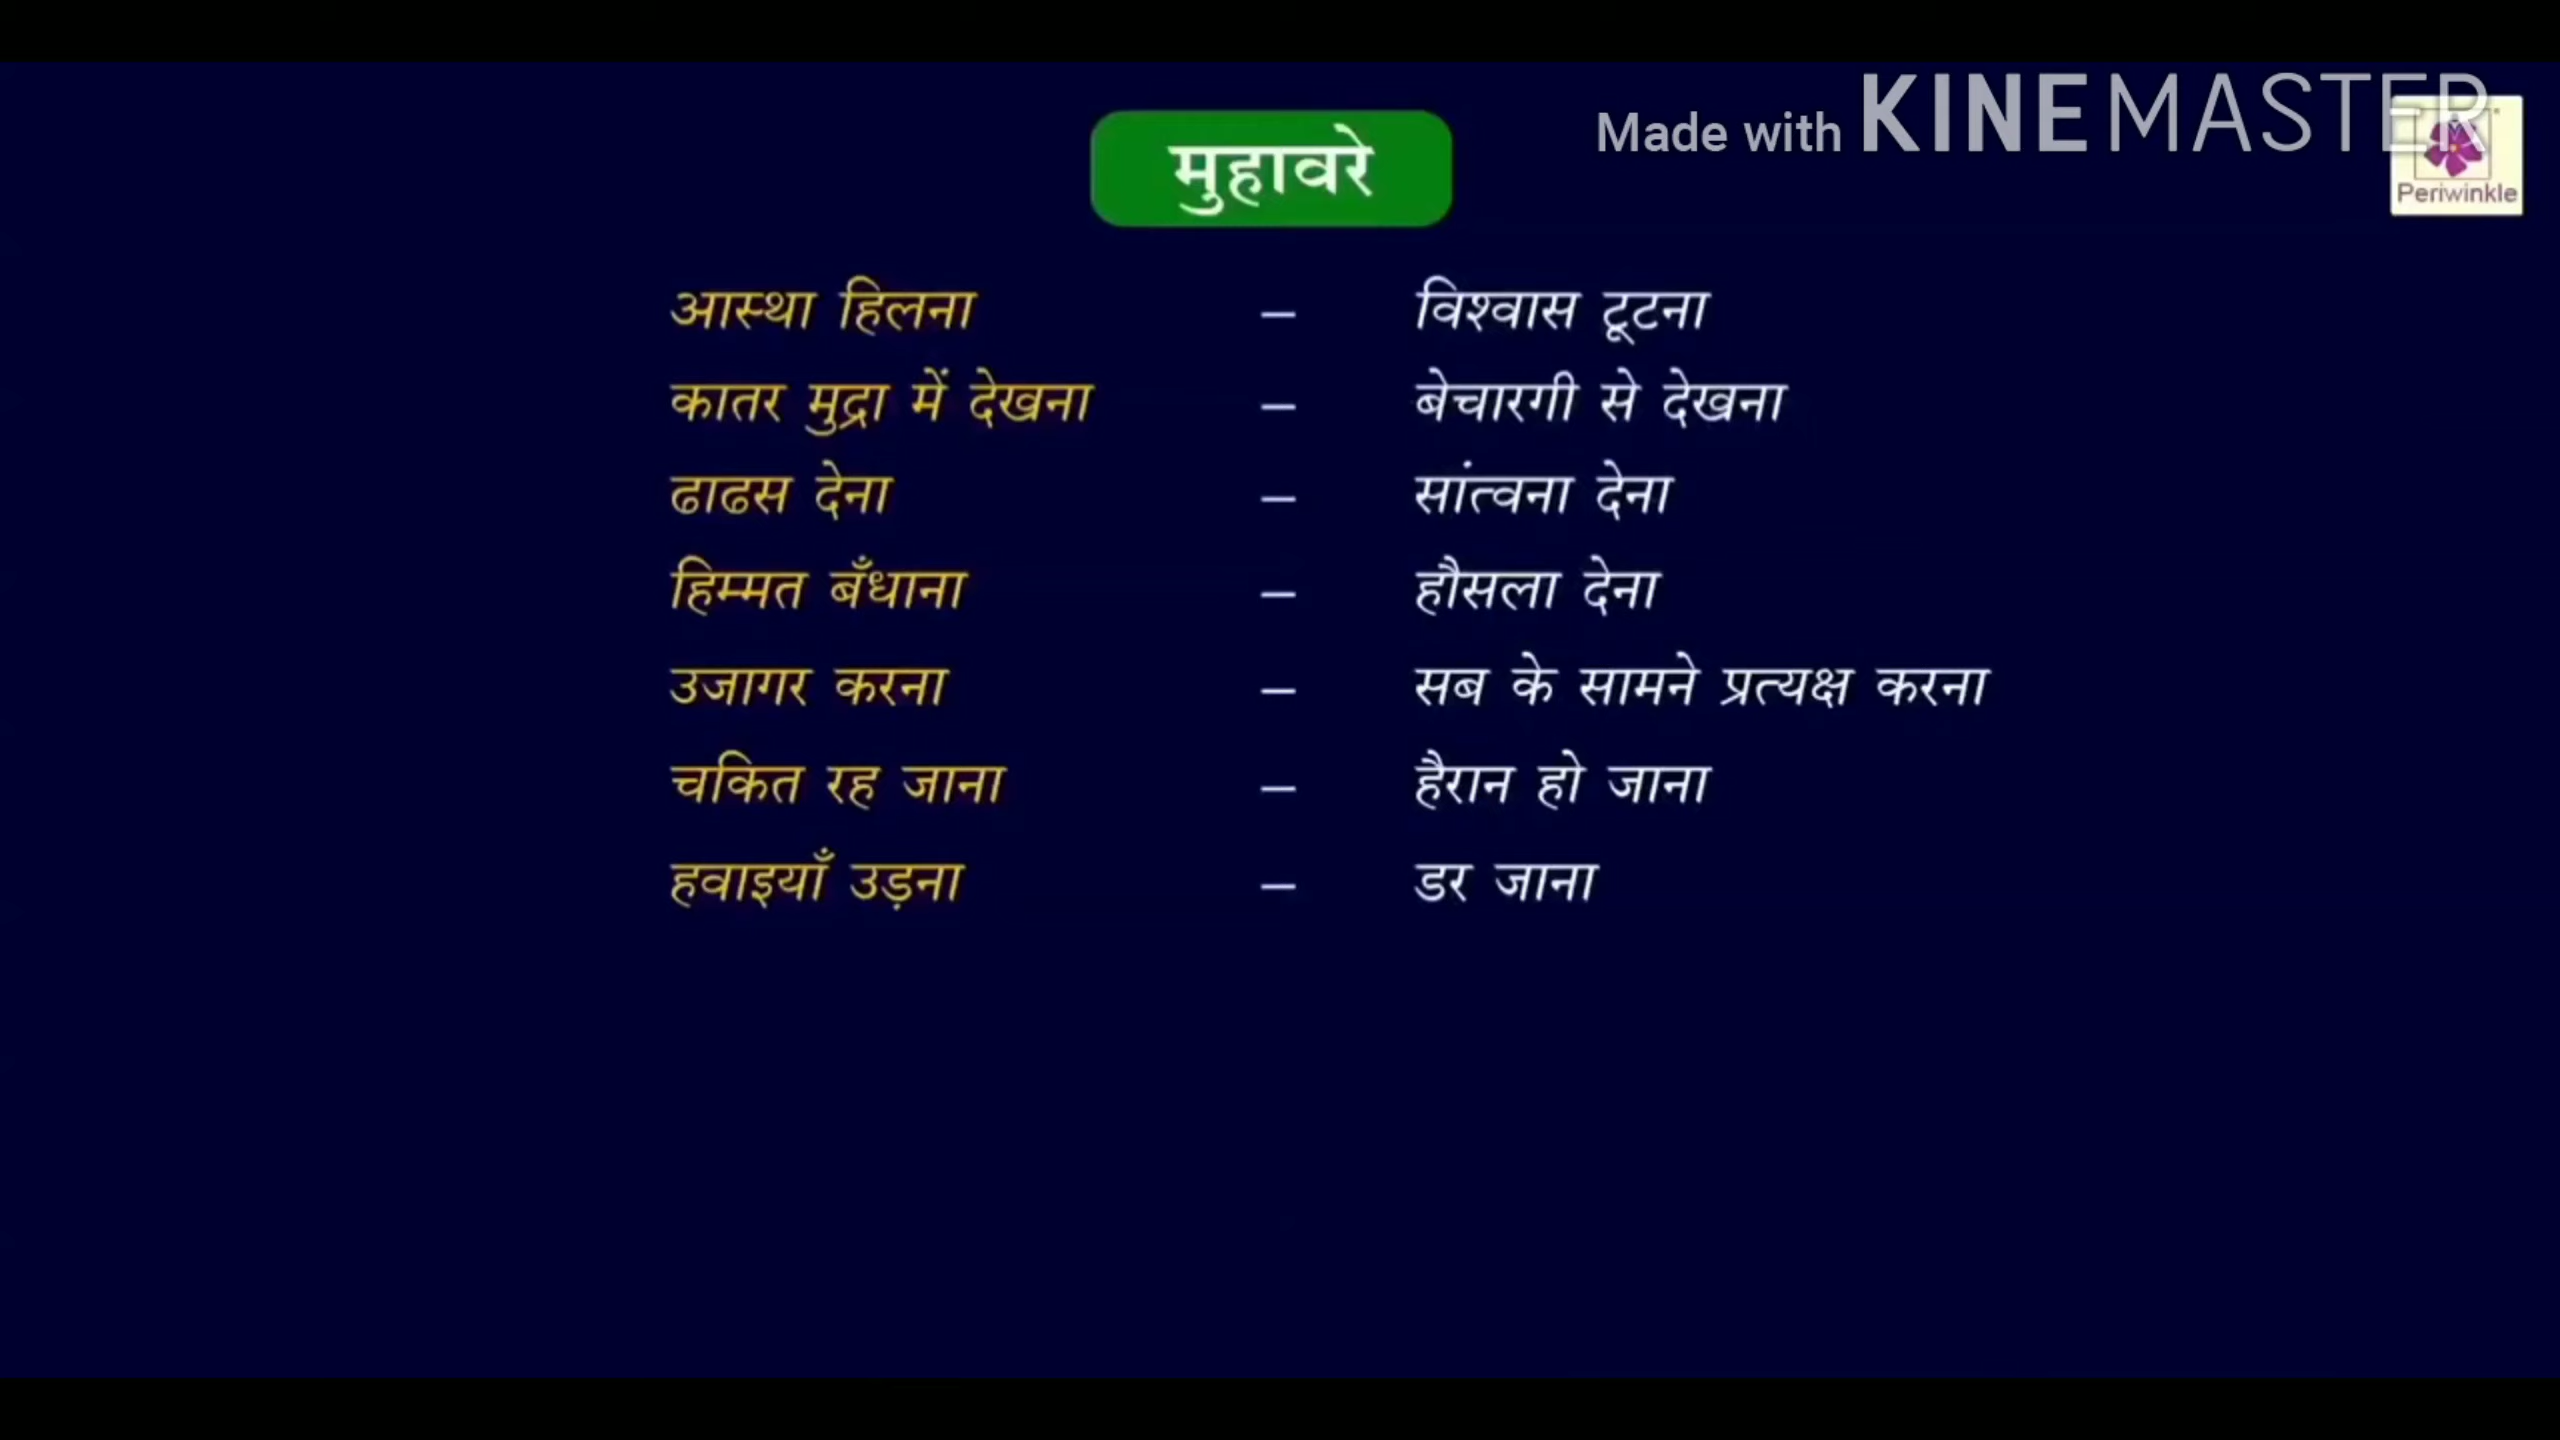 Made with KINEMASTER
Periwinkle
मुहावरे
आस्था हिलना – विश्वास टूटना
कातर मुद्रा में देखना – बेचारगी से देखना
ढाढस देना – सांत्वना देना
हिम्मत बँधाना – हौसला देना
उजागर करना – सब के सामने प्रत्यक्ष करना
चकित रह जाना – हैरान हो जाना
हवाइयाँ उड़ना – डर जाना